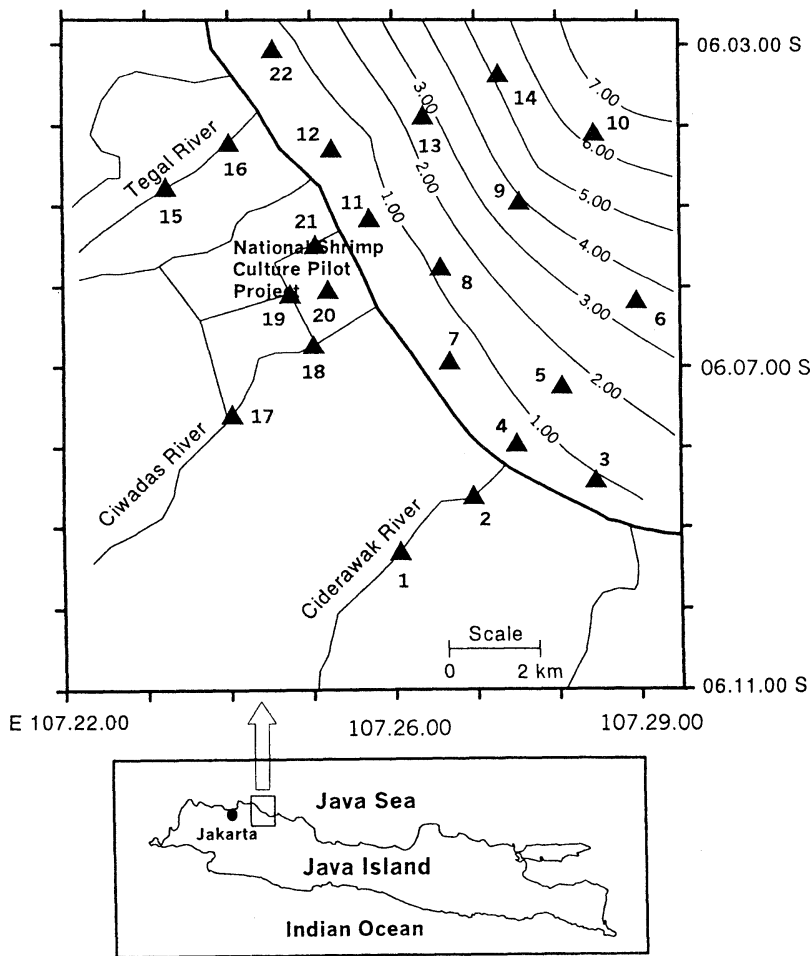 06.03.00 S
7.00
22
14
3.00
10
12
13
6.00
Tegal River
16
2.00
5.00
15
11
9
1.00
21
4.00
National Shrimp
Culture Pilot
Project
8
19
20
3.00
6
7
18
5
06.07.00 S
2.00
17
4
1.00
3
Ciwadas River
2
Ciderawak River
1
Scale
0 2 km
06.11.00 S
E 107.22.00
107.26.00
107.29.00
Java Sea
Jakarta
Java Island
Indian Ocean